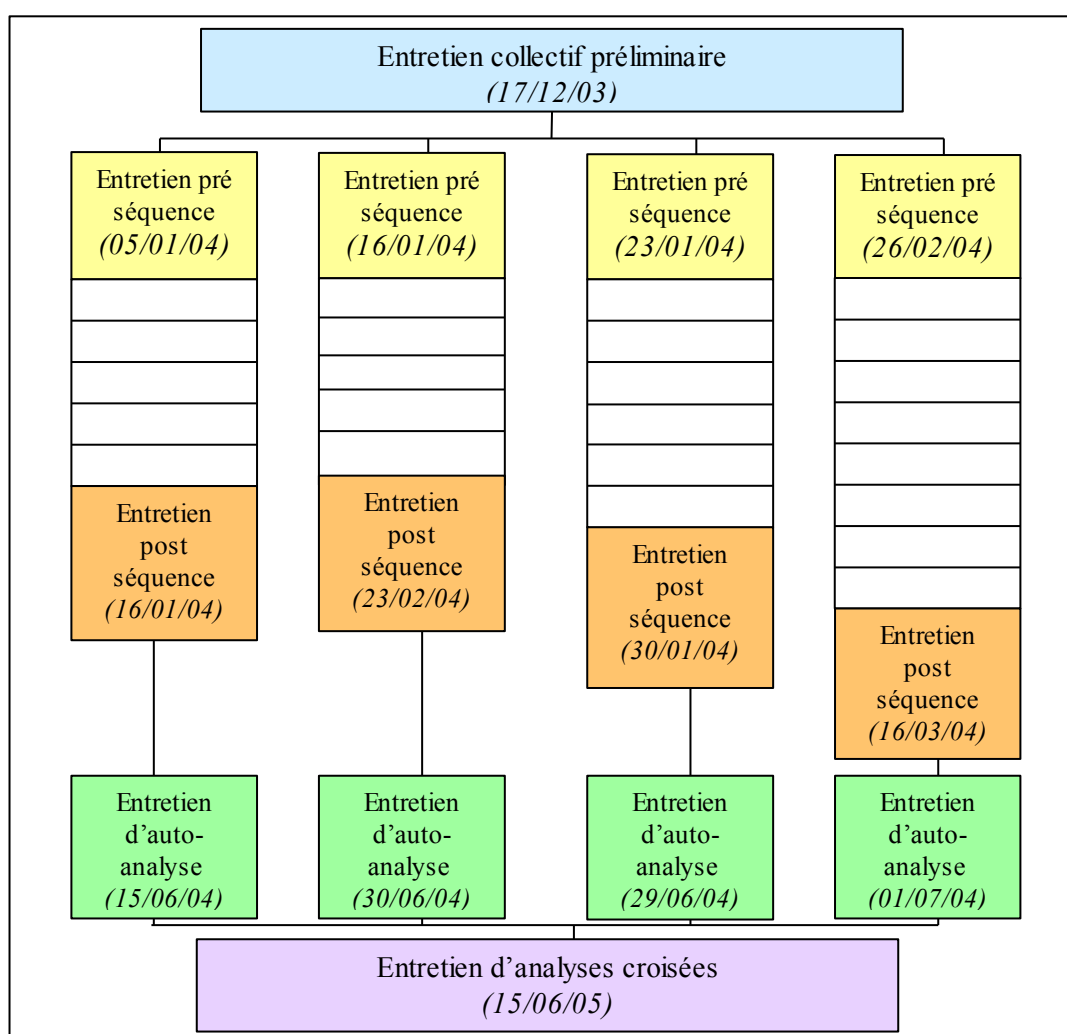 Entretien collectif préliminaire
(17/12/03)
Entretien pré
séquence
(05/01/04)
Entretien pré
séquence
(16/01/04)
Entretien pré
séquence
(23/01/04)
Entretien pré
séquence
(26/02/04)
Entretien
post
séquence
(16/01/04)
Entretien
post
séquence
(23/02/04)
Entretien
post
séquence
(30/01/04)
Entretien
post
séquence
(16/03/04)
Entretien
d’auto-
analyse
(15/06/04)
Entretien
d’auto-
analyse
(30/06/04)
Entretien
d’auto-
analyse
(29/06/04)
Entretien
d’auto-
analyse
(01/07/04)
Entretien d’analyses croisées
(15/06/05)